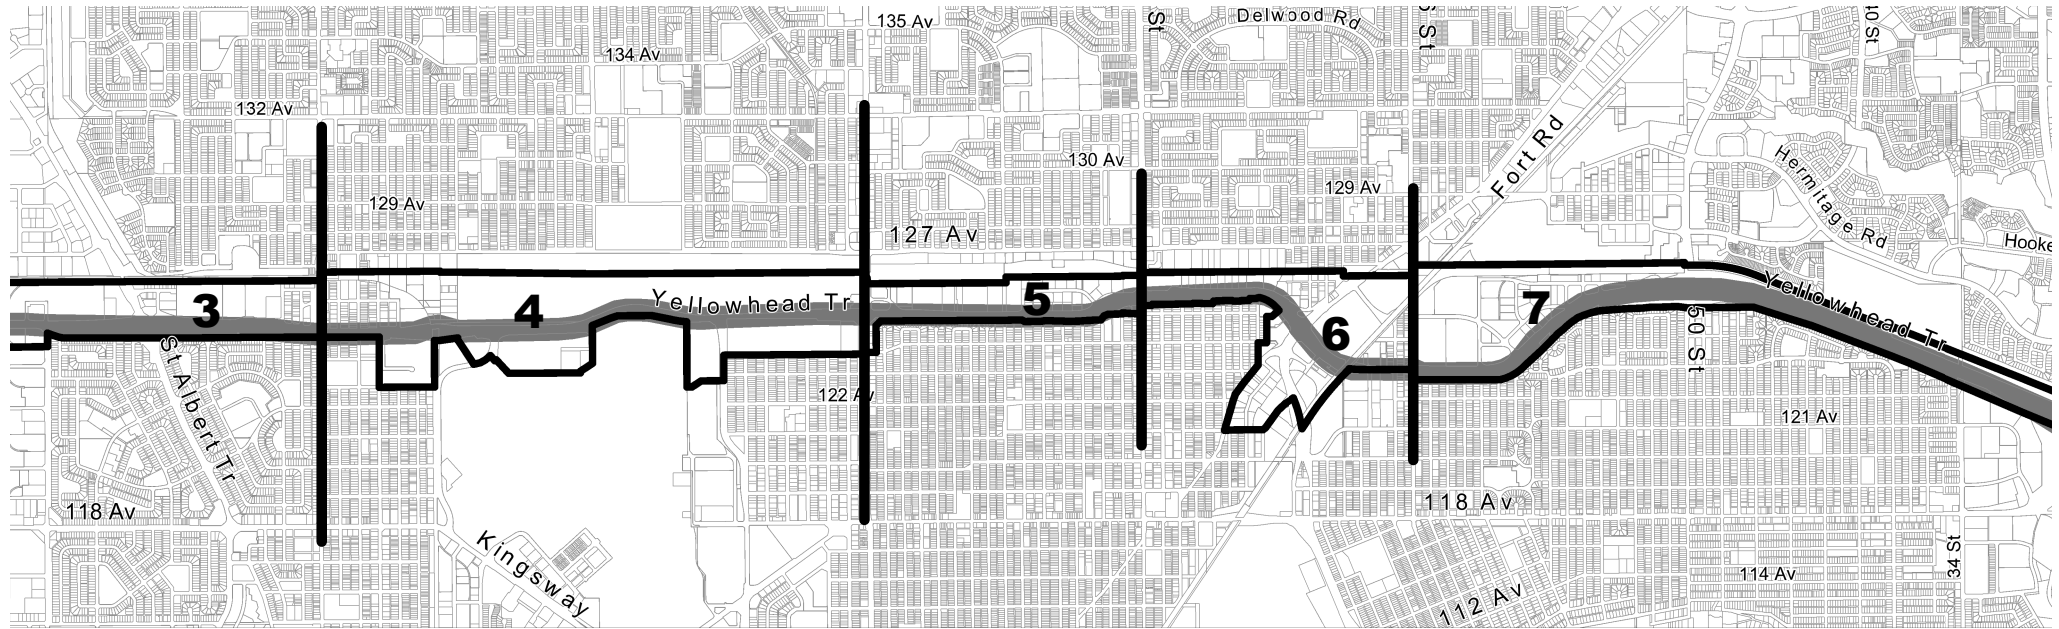 135 Av
St
Delwood Rd
S St
40 St
134 Av
132 Av
Fort Rd
130 Av
Hermitage Rd
129 Av
129 Av
127 Av
Hooke
3
4
Yellowhead Tr
5
6
7
Yellowhead Tr
50 St
St Albert Tr
122 Av
121 Av
118 Av
118 Av
Kingsway
34 St
114 Av
112 Av